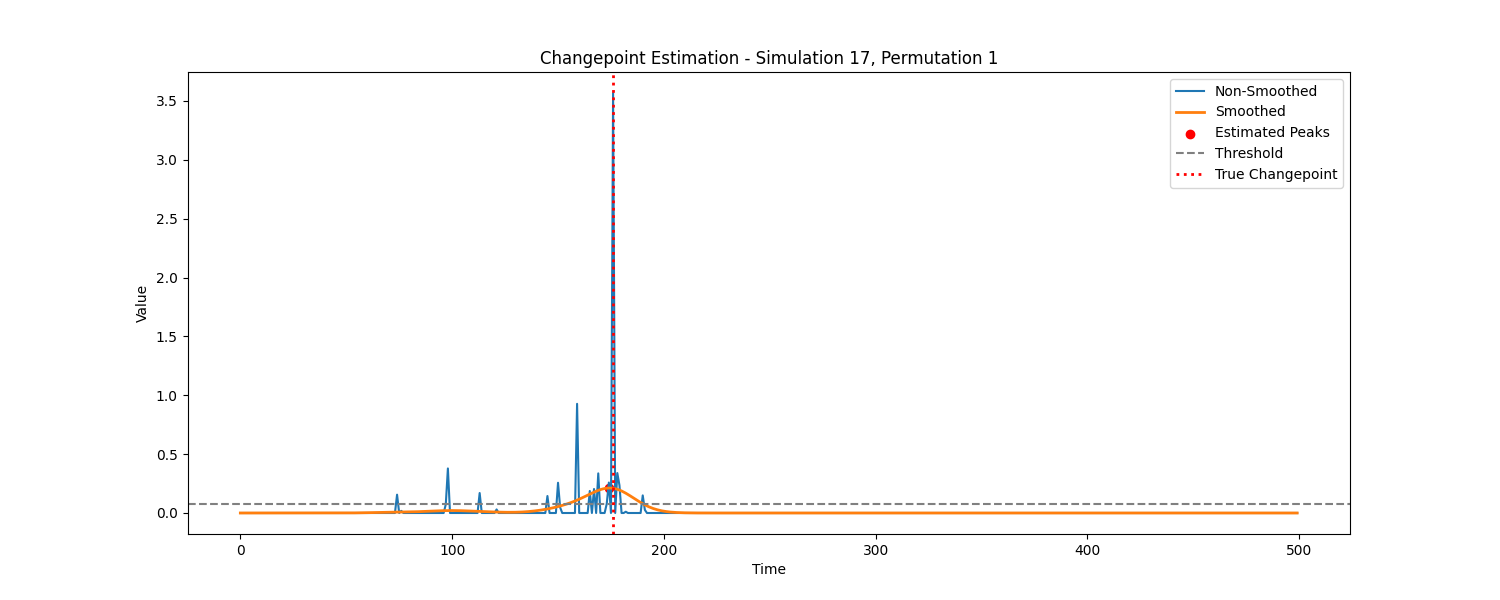 Changepoint Estimation - Simulation 17, Permutation 1
Non-Smoothed
Smoothed
Estimated Peaks
Threshold
True Changepoint
Value
3.5
3.0
2.5
2.0
1.5
1.0
0.5
0.0
0 100 200 300 400 500
Time